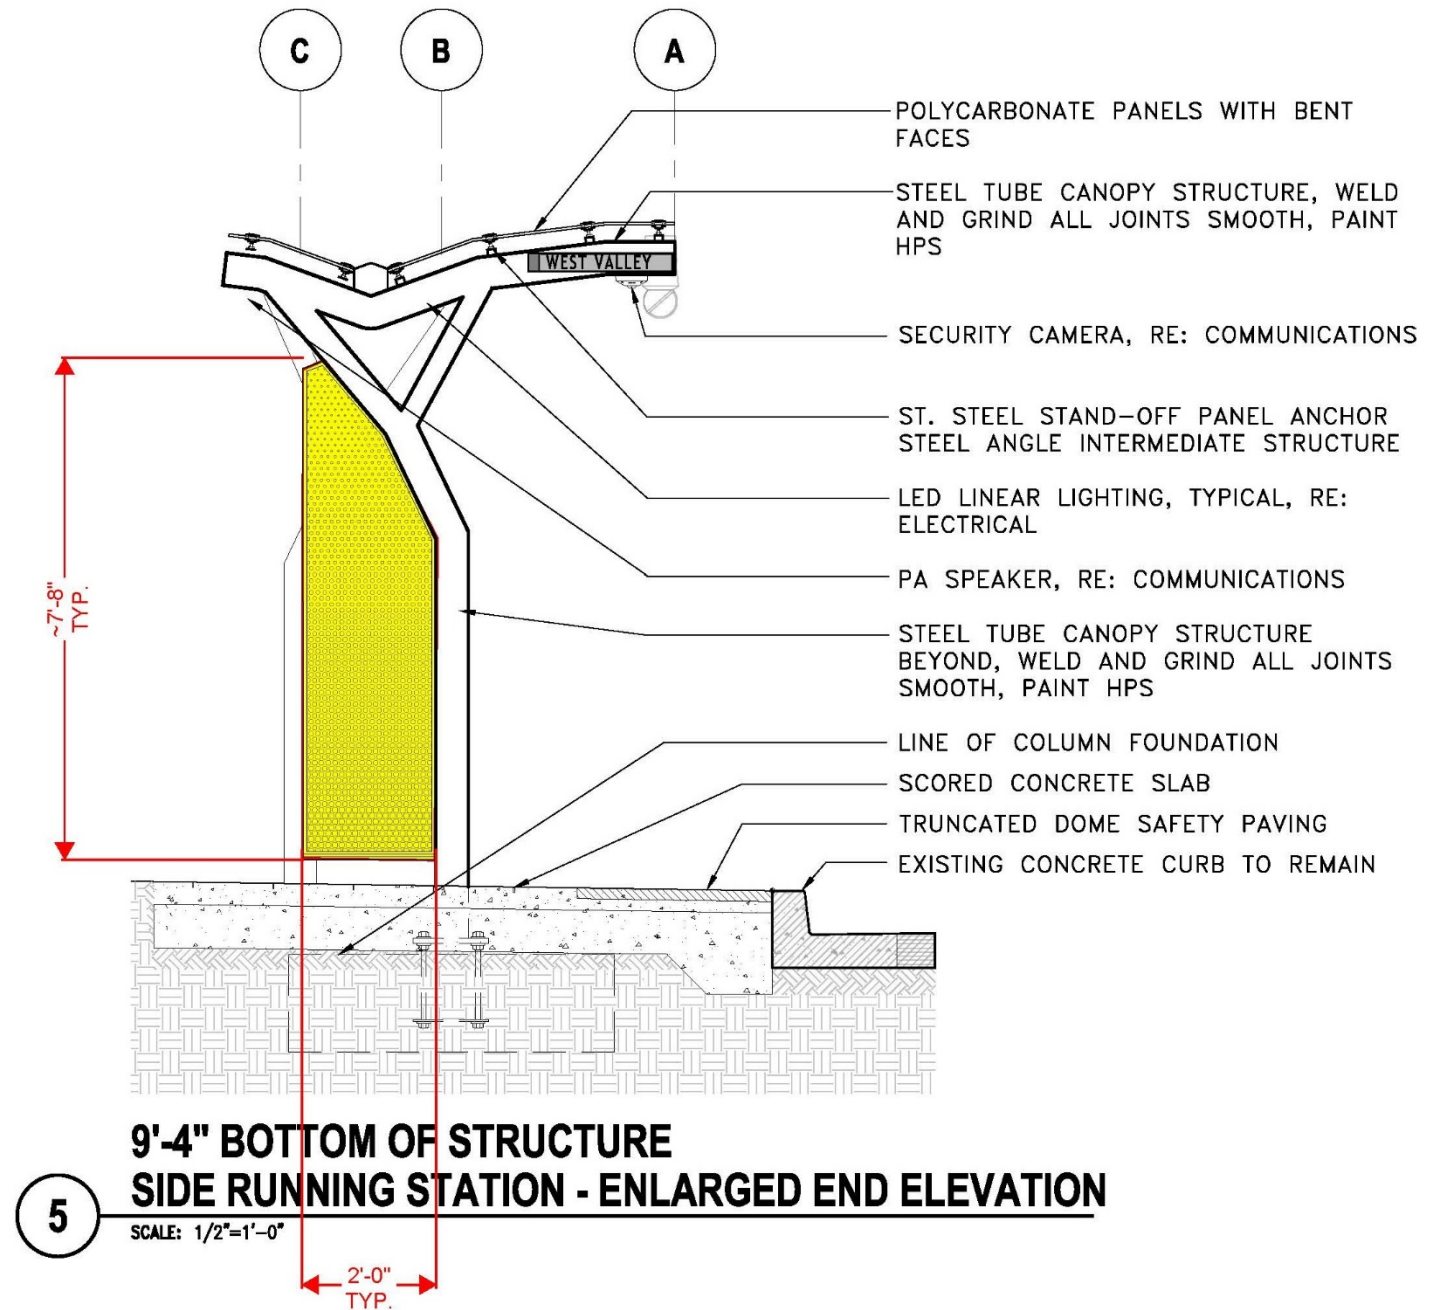 C
B
A
POLYCARBONATE PANELS WITH BENT
FACES
STEEL TUBE CANOPY STRUCTURE, WELD
AND GRIND ALL JOINTS SMOOTH, PAINT
HPS
WEST VALLEY
SECURITY CAMERA, RE: COMMUNICATIONS
ST. STEEL STAND-OFF PANEL ANCHOR
STEEL ANGLE INTERMEDIATE STRUCTURE
LED LINEAR LIGHTING, TYPICAL, RE:
ELECTRICAL
PA SPEAKER, RE: COMMUNICATIONS
~7'-8"
TYP.
STEEL TUBE CANOPY STRUCTURE
BEYOND, WELD AND GRIND ALL JOINTS
SMOOTH, PAINT HPS
LINE OF COLUMN FOUNDATION
SCORED CONCRETE SLAB
TRUNCATED DOME SAFETY PAVING
EXISTING CONCRETE CURB TO REMAIN
9'-4" BOTTOM OF STRUCTURE
5
SIDE RUNNING STATION - ENLARGED END ELEVATION
SCALE: 1/2"=1'-0"
2'-0"
TYP.